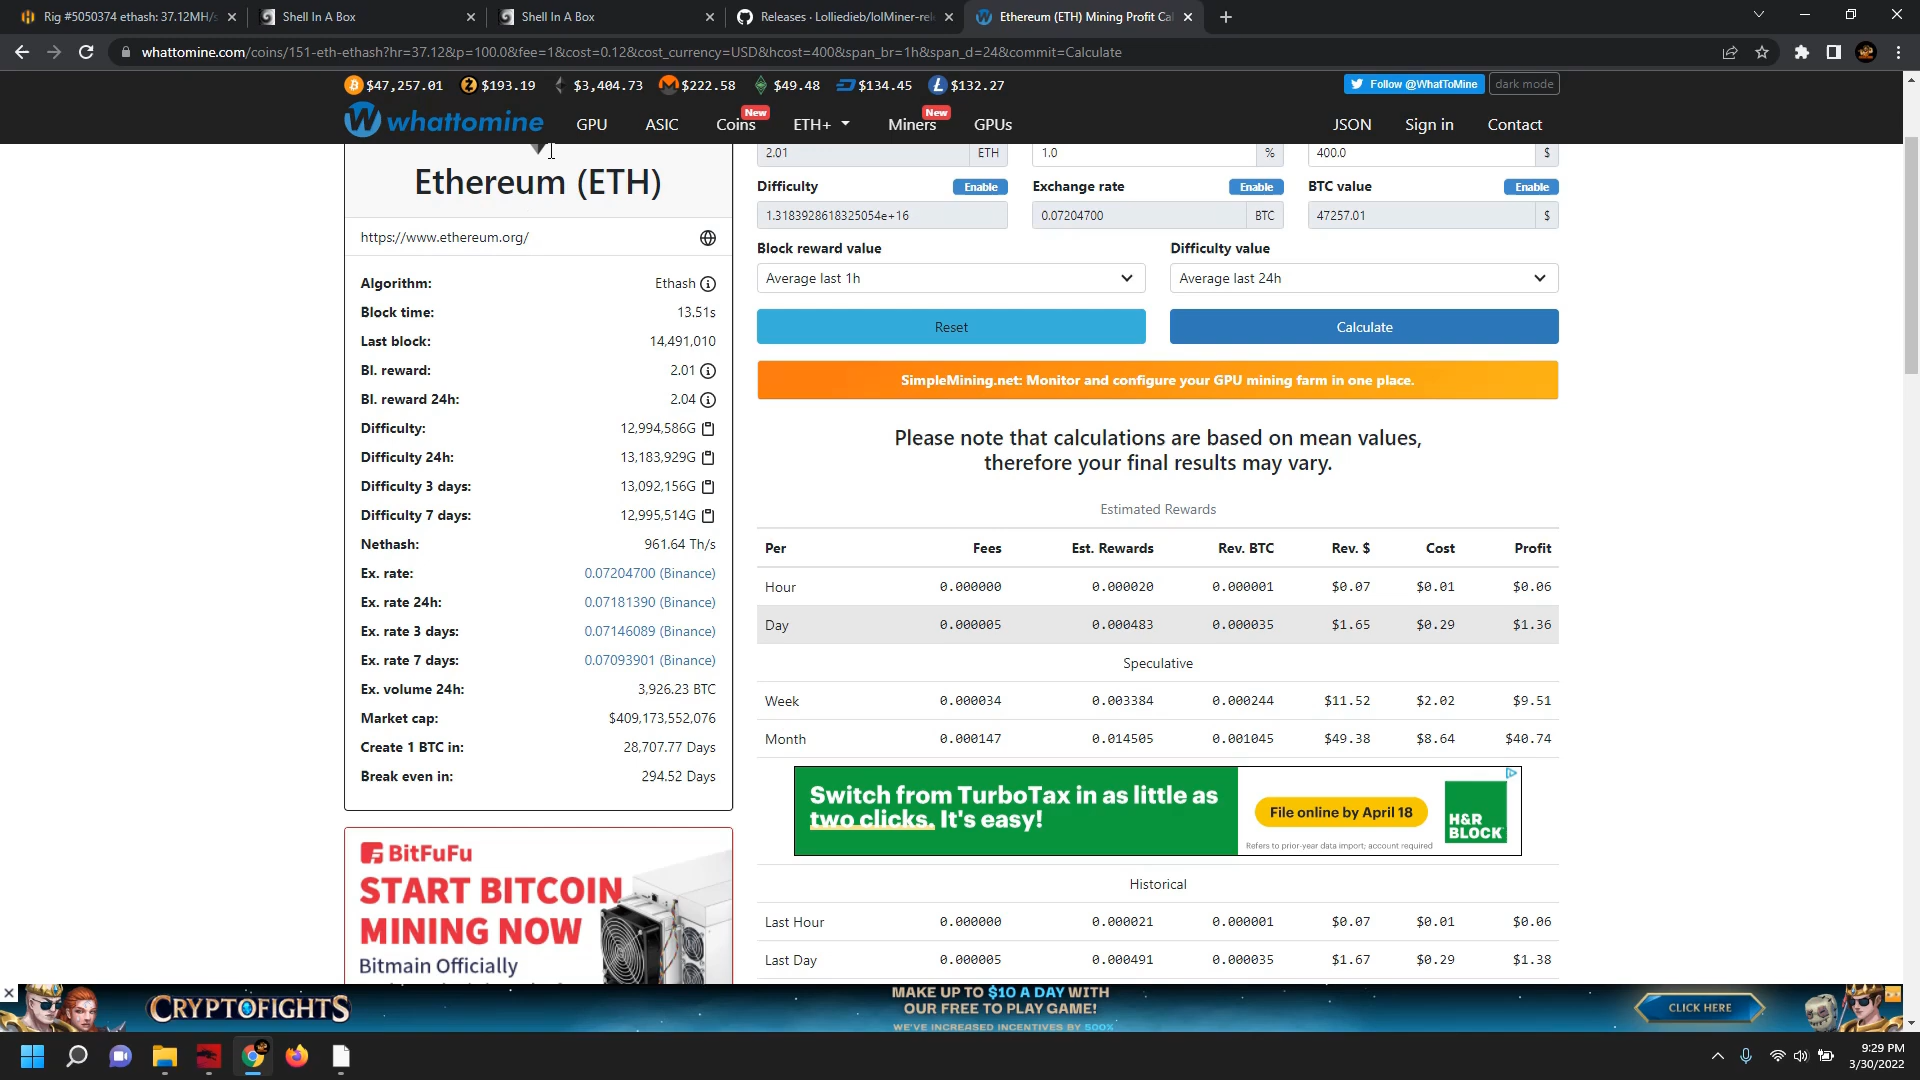 Rig #5050374 ethash: 37.12MH/s
Shell In A Box
Shell In A Box
Releases · Lolliedieb/lolMiner-rel
Ethereum (ETH) Mining Profit Cal
whattomine.com/coins/151-eth-ethash?hr=37.12&p=100.0&fee=1&cost=0.12&cost_currency=USD&hcost=400&span_br=1h&span_d=24&commit=Calculate
$47,257.01
$193.19
$3,404.73
$222.58
$49.48
$134.45
$132.27
Follow @WhatToMine
dark mode
whattomine
GPU
ASIC
Coins
New
ETH+
Miners
New
GPUs
JSON
Sign in
Contact
Ethereum (ETH)
https://www.ethereum.org/
Algorithm: Ethash
Block time: 13.51s
Last block: 14,491,010
Bl. reward: 2.01
Bl. reward 24h: 2.04
Difficulty: 12,994,586G
Difficulty 24h: 13,183,929G
Difficulty 3 days: 13,092,156G
Difficulty 7 days: 12,995,514G
Nethash: 961.64 Th/s
Ex. rate: 0.07204700 (Binance)
Ex. rate 24h: 0.07181390 (Binance)
Ex. rate 3 days: 0.07146089 (Binance)
Ex. rate 7 days: 0.07093901 (Binance)
Ex. volume 24h: 3,926.23 BTC
Market cap: $409,173,552,076
Create 1 BTC in: 28,707.77 Days
Break even in: 294.52 Days
BitFuFu
START BITCOIN
MINING NOW
Bitmain Officially
2.01 ETH
1.0 %
400.0 $
Difficulty Enable
Exchange rate Enable
BTC value Enable
1.3183928618325054e+16
0.07204700 BTC
47257.01 $
Block reward value
Difficulty value
Average last 1h
Average last 24h
Reset
Calculate
SimpleMining.net: Monitor and configure your GPU mining farm in one place.
Please note that calculations are based on mean values,
therefore your final results may vary.
Estimated Rewards
Per Fees Est. Rewards Rev. BTC Rev. $ Cost Profit
Hour 0.000000 0.000020 0.000001 $0.07 $0.01 $0.06
Day 0.000005 0.000483 0.000035 $1.65 $0.29 $1.36
Speculative
Week 0.000034 0.003384 0.000244 $11.52 $2.02 $9.51
Month 0.000147 0.014505 0.001045 $49.38 $8.64 $40.74
Switch from TurboTax in as little as
two clicks. It's easy!
File online by April 18
Refers to prior-year data import; account required
H&R
BLOCK
Historical
Last Hour 0.000000 0.000021 0.000001 $0.07 $0.01 $0.06
Last Day 0.000005 0.000491 0.000035 $1.67 $0.29 $1.38
CRYPTOFIGHTS
MAKE UP TO $10 A DAY WITH
OUR FREE TO PLAY GAME!
WE'VE INCREASED INCENTIVES BY 500%
CLICK HERE
9:29 PM
3/30/2022